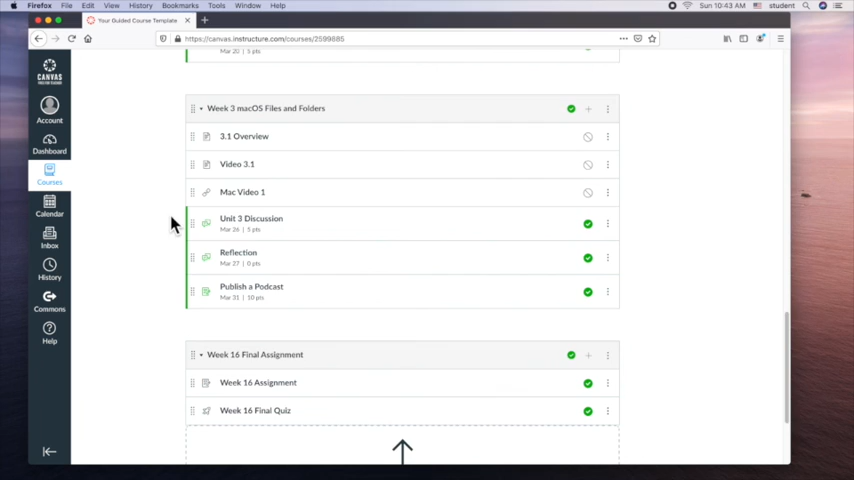 Firefox File Edit View History Bookmarks Tools Window Help
Sun 10:43 AM student
Your Guided Course Template
https://canvas.instructure.com/courses/2599885
CANVAS
Account
Dashboard
Courses
Calendar
Inbox
History
Commons
Help
Mar 20 | 5 pts
Week 3 macOS Files and Folders
3.1 Overview
Video 3.1
Mac Video 1
Unit 3 Discussion
Mar 26 | 5 pts
Reflection
Mar 27 | 0 pts
Publish a Podcast
Mar 31 | 10 pts
Week 16 Final Assignment
Week 16 Assignment
Week 16 Final Quiz